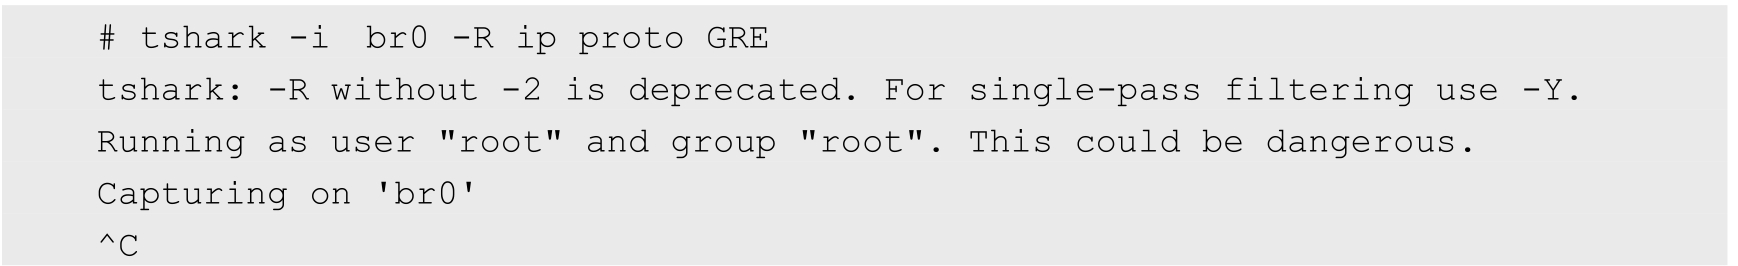 # tshark -i  br0 -R ip proto GRE
tshark: -R without -2 is deprecated. For single-pass filtering use -Y.
Running as user "root" and group "root". This could be dangerous.
Capturing on 'br0'
^C